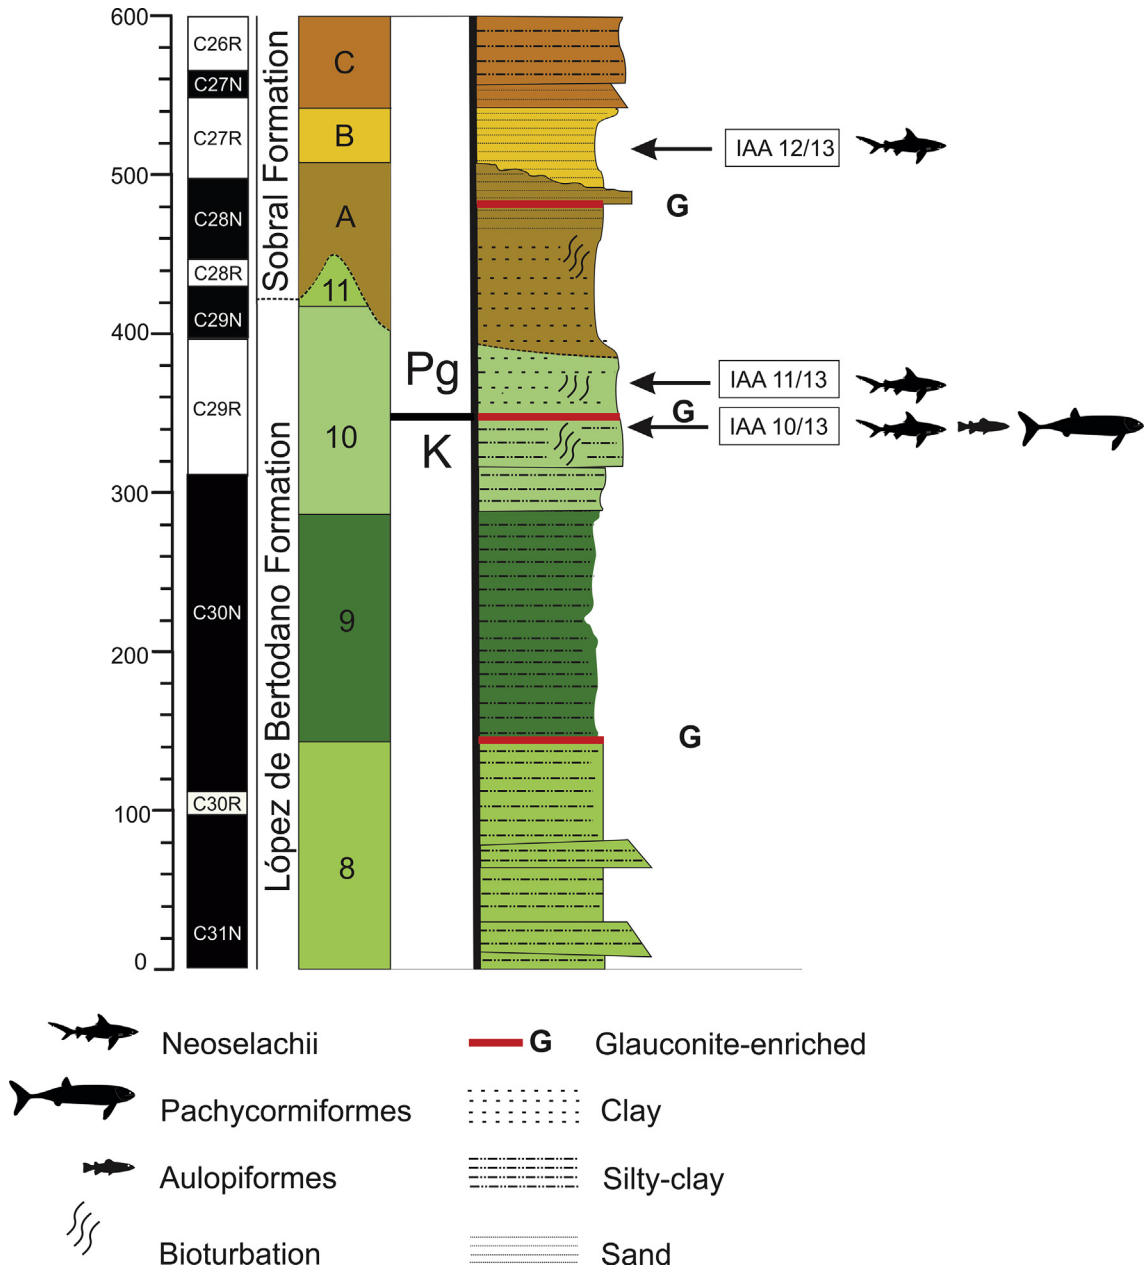 600
500
400
300
200
100
0
C26R
C27N
C27R
C28N
C28R
C29N
C29R
C30N
C30R
C31N
Sobral Formation
López de Bertodano Formation
C
B
A
11
10
9
8
Pg
K
IAA 12/13
G
IAA 11/13
G
IAA 10/13
G
Neoselachii
G Glauconite-enriched
Pachycormiformes
Clay
Aulopiformes
Silty-clay
Bioturbation
Sand